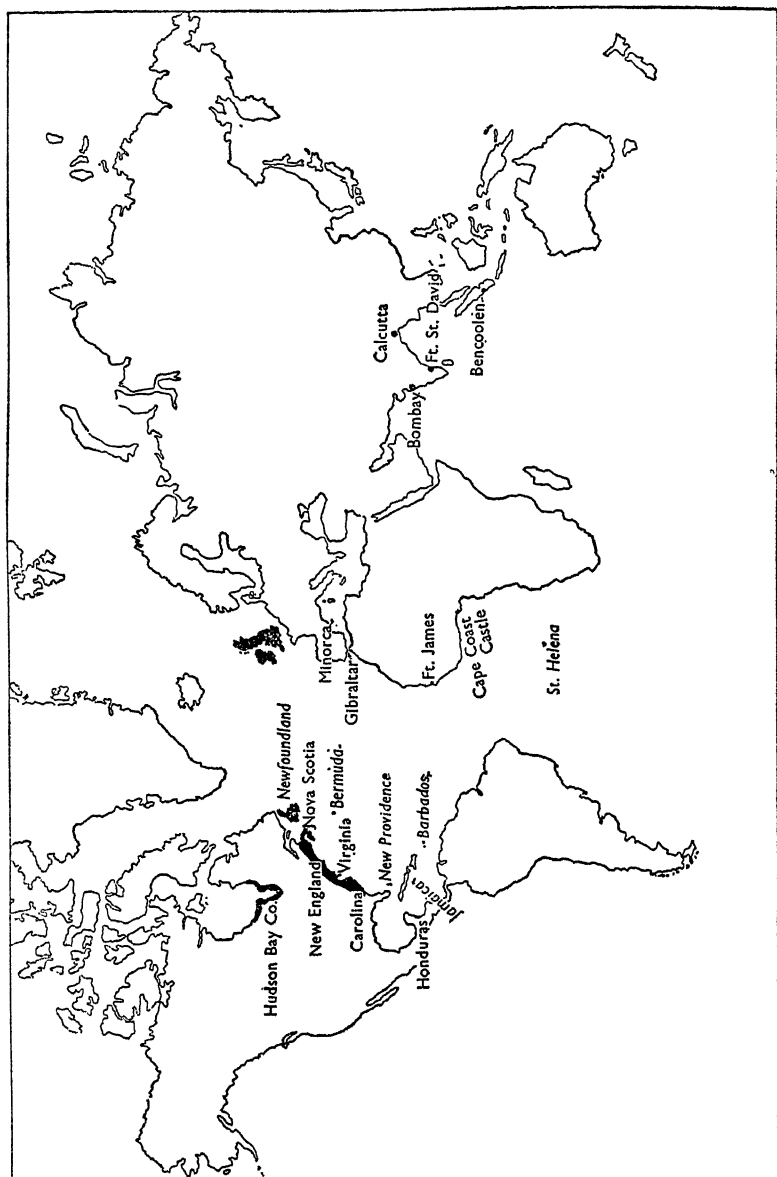 Hudson Bay Co.
Newfoundland
Nova Scotia
New England
Virginia
Bermuda
Carolina
New Providence
Barbados
Jamaica
Honduras
Minorca
Gibraltar
Ft. James
Cape Coast
Castle
St. Helena
Calcutta
Bombay
Ft. St. David
Bencoolen